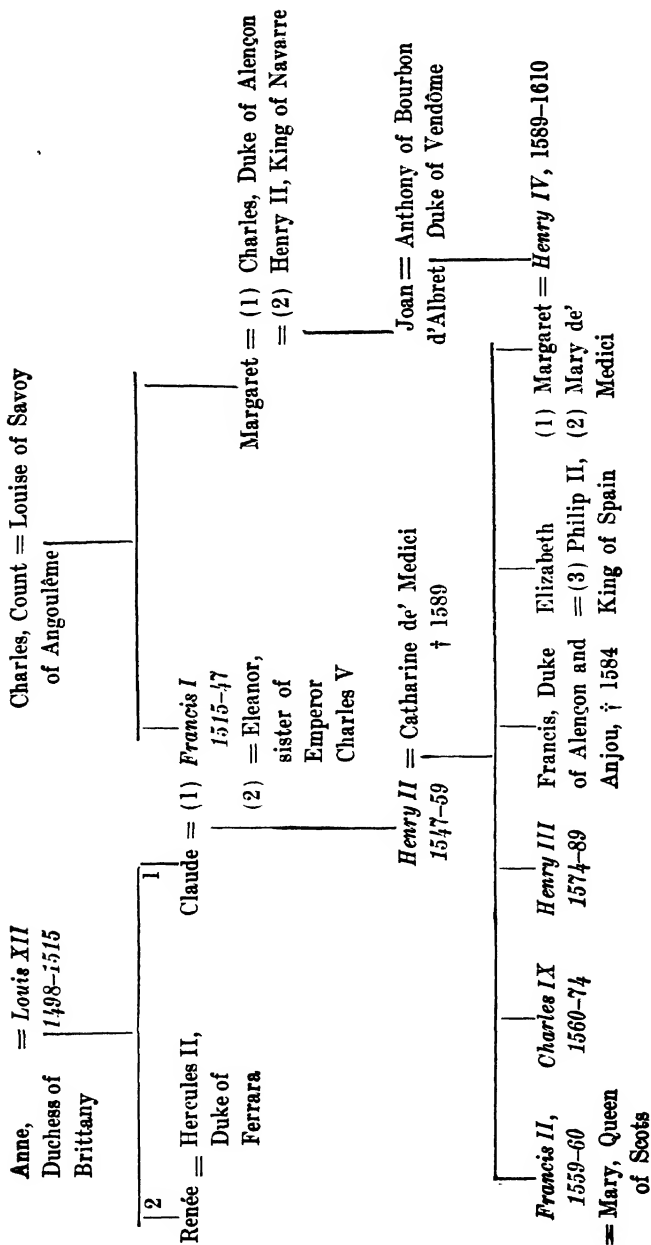 Anne, = Louis XII
Duchess of 1498–1515
Brittany
Charles, Count = Louise of Savoy
of Angoulême
2
Renée = Hercules II,
Duke of
Ferrara
1
Claude = (1) Francis I
1515–47
(2) = Eleanor,
sister of
Emperor
Charles V
Margaret = (1) Charles, Duke of Alençon
= (2) Henry II, King of Navarre
Henry II = Catharine de' Medici
1547–59 † 1589
Joan = Anthony of Bourbon
d'Albret Duke of Vendôme
Francis II,
1559–60
= Mary, Queen
of Scots
Charles IX
1560–74
Henry III
1574–89
Francis, Duke
of Alençon and
Anjou, † 1584
Elizabeth
= (3) Philip II,
King of Spain
(1) Margaret = Henry IV, 1589–1610
(2) Mary de'
Medici